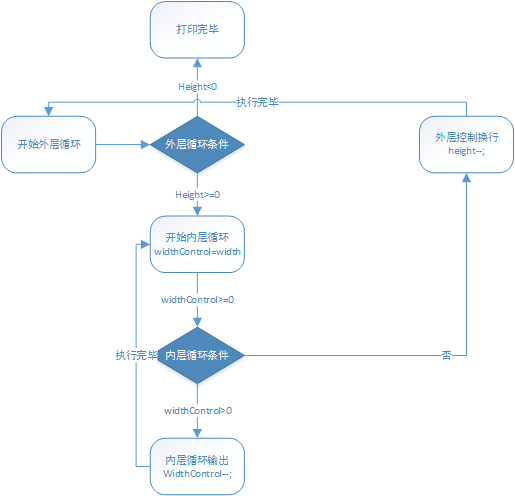 打印完毕
Height<0
执行完毕
开始外层循环
外层循环条件
外层控制换行
height--;
Height>=0
开始内层循环
widthControl=width
widthControl>=0
执行完毕
内层循环条件
否
widthControl>0
内层循环输出
WidthControl--;